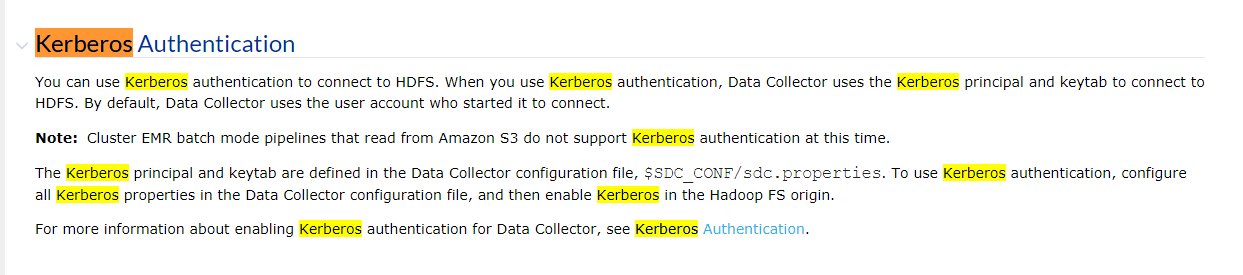 Kerberos Authentication
You can use Kerberos authentication to connect to HDFS. When you use Kerberos authentication, Data Collector uses the Kerberos principal and keytab to connect to
HDFS. By default, Data Collector uses the user account who started it to connect.
Note: Cluster EMR batch mode pipelines that read from Amazon S3 do not support Kerberos authentication at this time.
The Kerberos principal and keytab are defined in the Data Collector configuration file, $SDC_CONF/sdc.properties. To use Kerberos authentication, configure
all Kerberos properties in the Data Collector configuration file, and then enable Kerberos in the Hadoop FS origin.
For more information about enabling Kerberos authentication for Data Collector, see Kerberos Authentication.